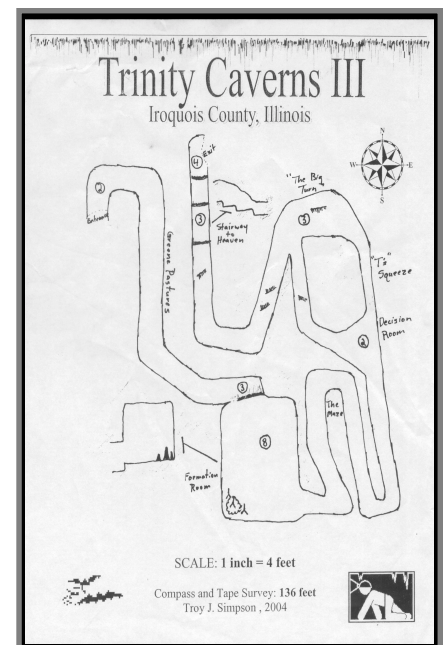 Trinity Caverns III
Iroquois County, Illinois
N
W E
S
4 Exit
2
Entrance
Greene Pastures
3
Stairway
to
Heaven
"The Big
Turn"
3
"T's"
Squeeze
Decision
Room
2
3
The
Maze
8
Formation
Room
SCALE: 1 inch = 4 feet
Compass and Tape Survey: 136 feet
Troy J. Simpson , 2004